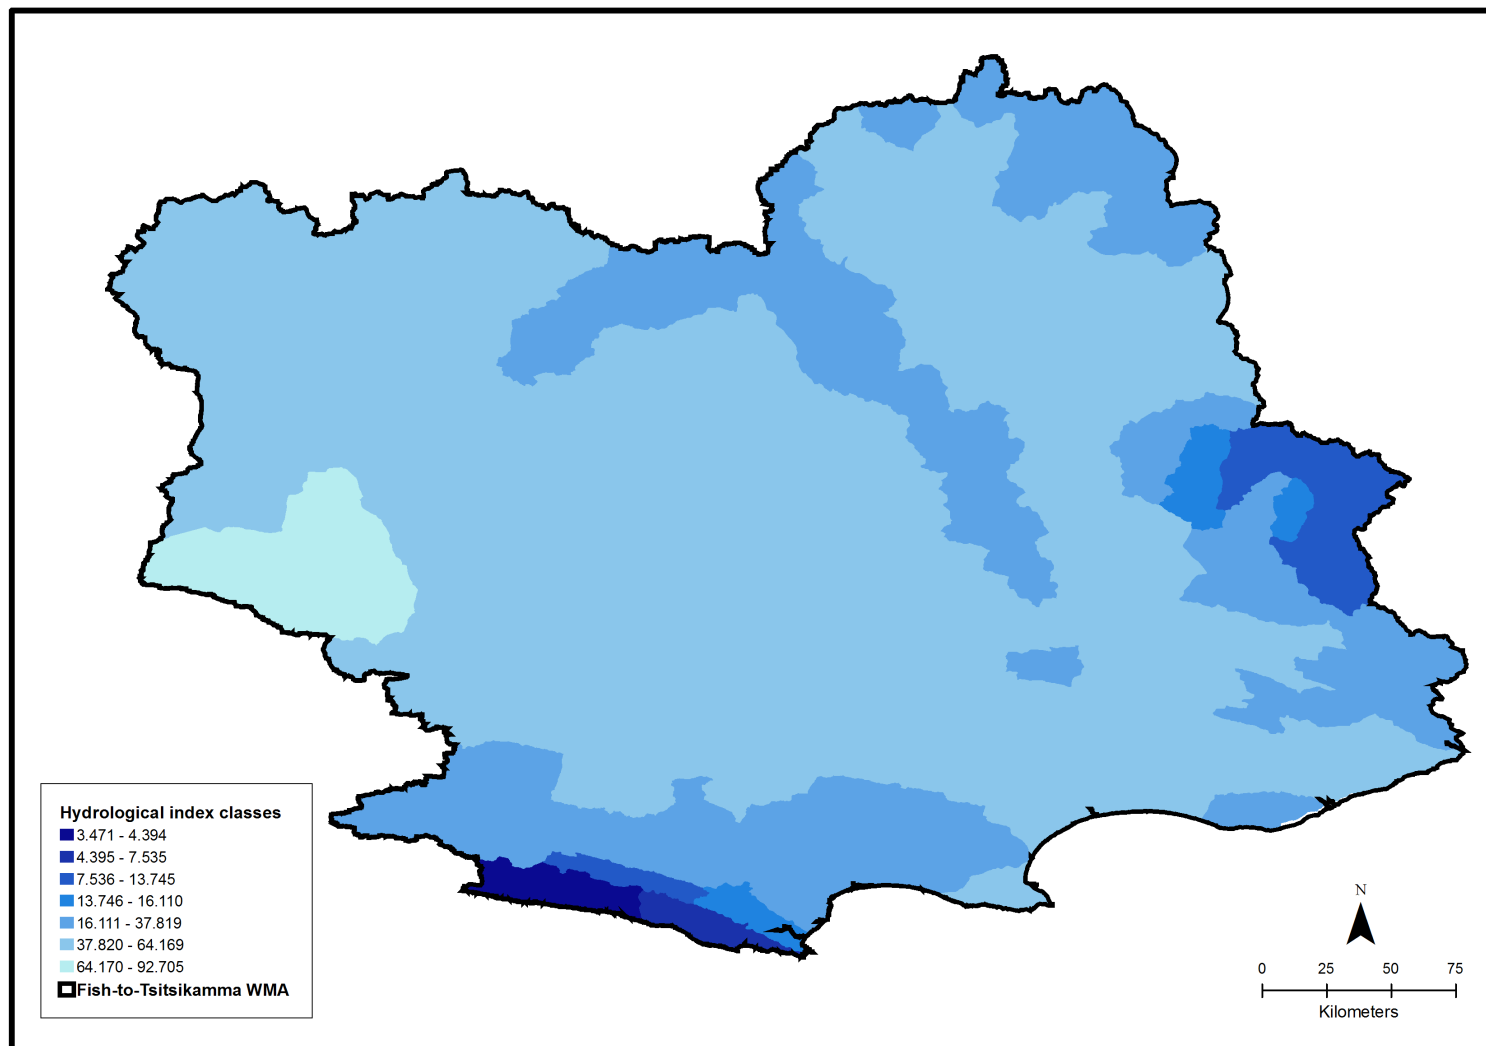 Hydrological index classes
3.471 - 4.394
4.395 - 7.535
7.536 - 13.745
13.746 - 16.110
16.111 - 37.819
37.820 - 64.169
64.170 - 92.705
Fish-to-Tsitsikamma WMA
N
0 25 50 75
Kilometers